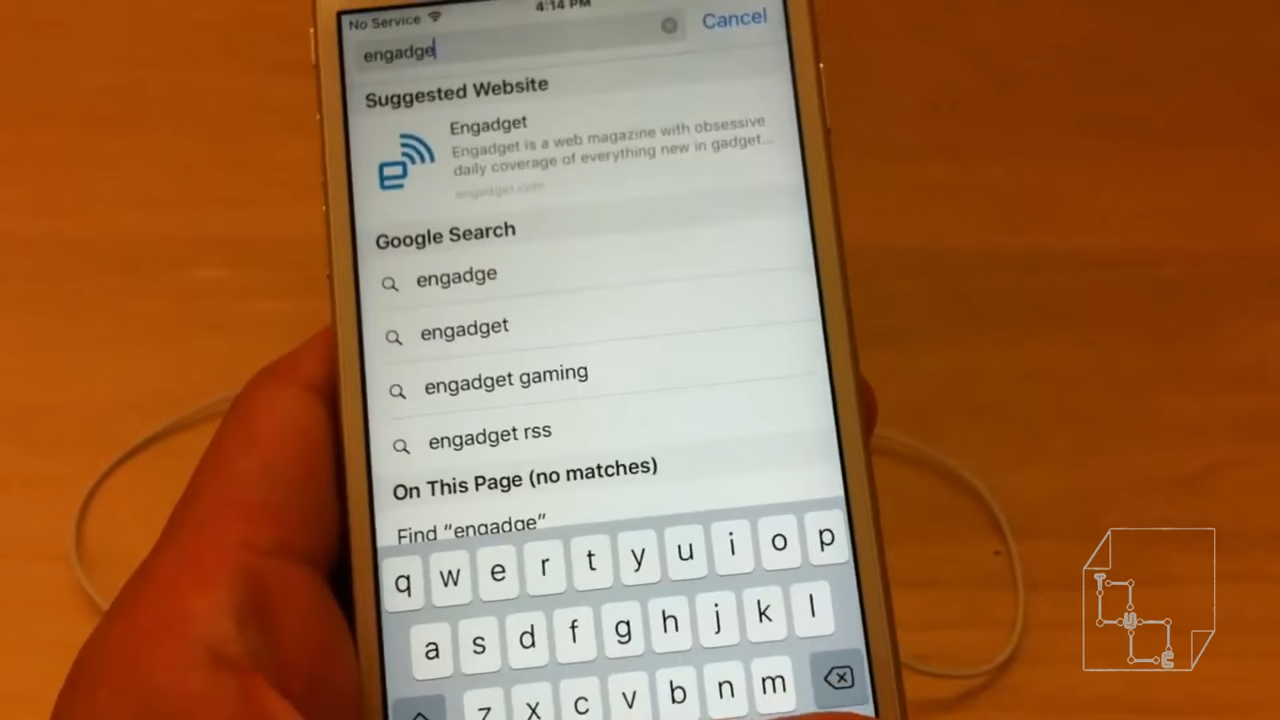 No Service
4:14 PM
engadge
Cancel
Suggested Website
Engadget
Engadget is a web magazine with obsessive
daily coverage of everything new in gadget...
engadget.com
Google Search
engadge
engadget
engadget gaming
engadget rss
On This Page (no matches)
Find “engadge”
q w e r t y u i o p
a s d f g h j k l
z x c v b n m
T U E